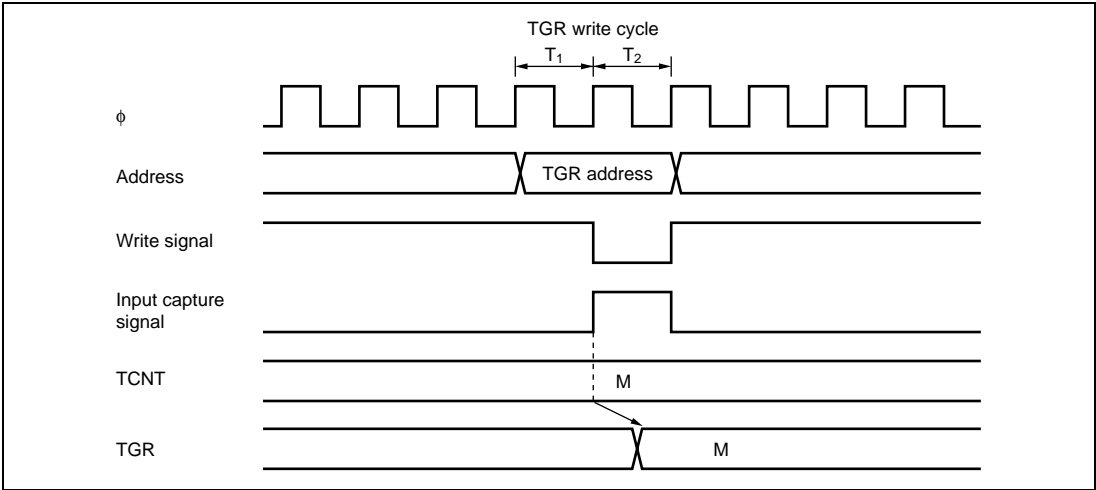 TGR write cycle
T1 T2
ϕ
Address
TGR address
Write signal
Input capture
signal
TCNT
M
TGR
M